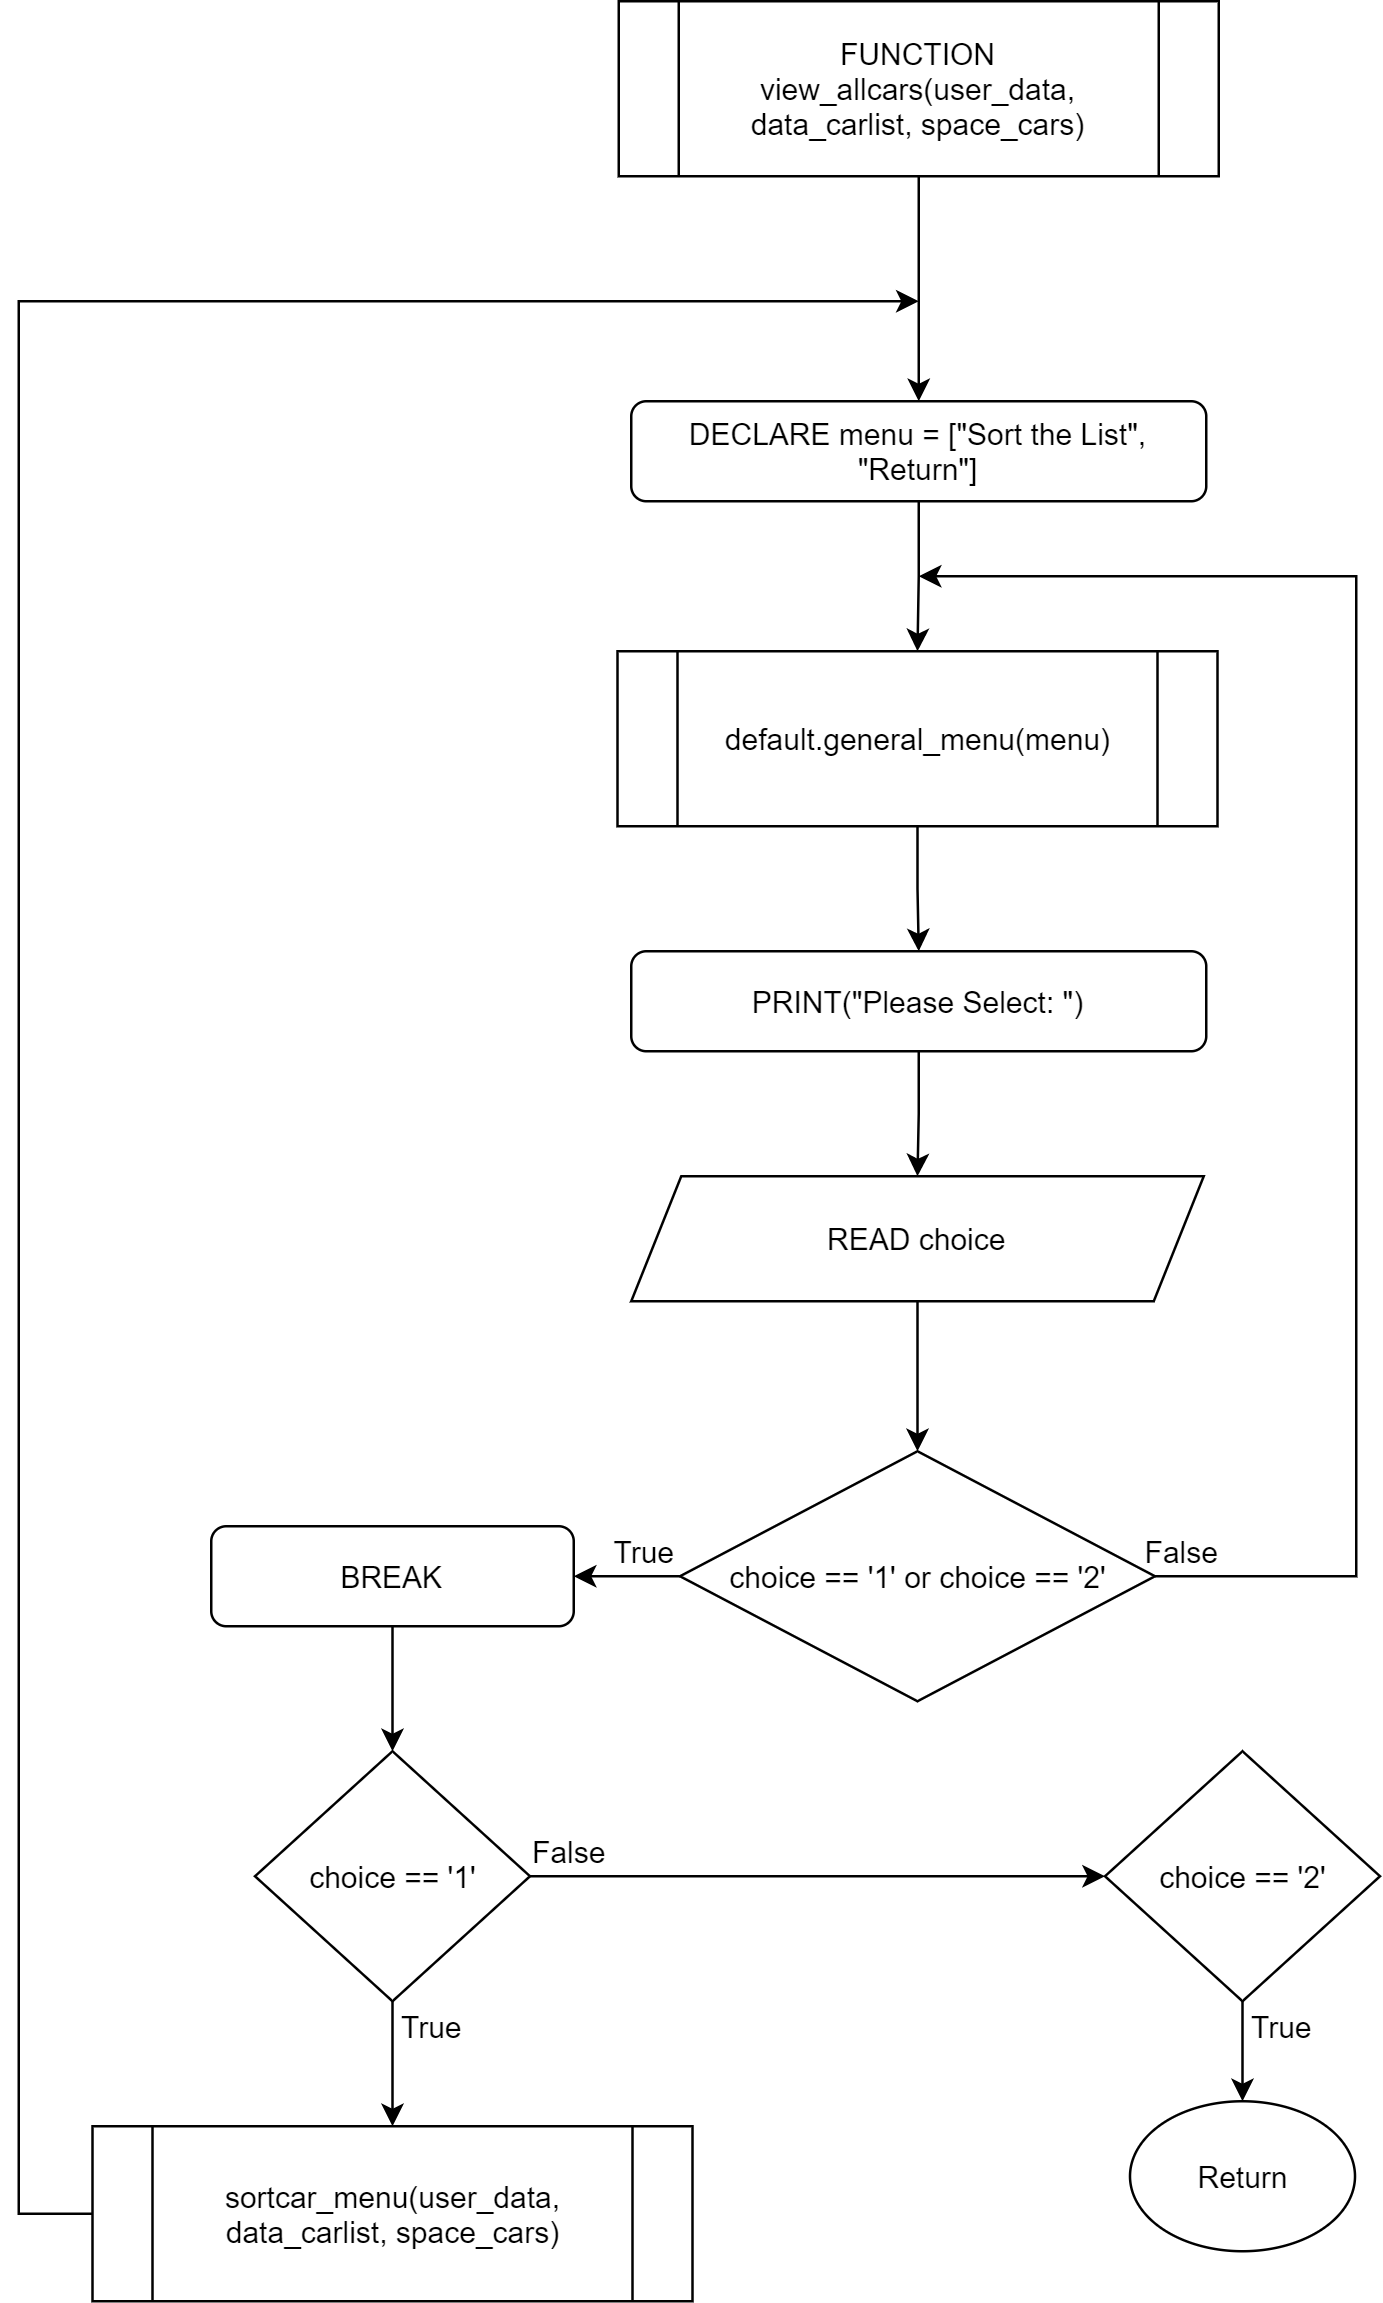 FUNCTION
view_allcars(user_data,
data_carlist, space_cars)
DECLARE menu = ["Sort the List",
"Return"]
default.general_menu(menu)
PRINT("Please Select: ")
READ choice
True
False
BREAK
choice == '1' or choice == '2'
False
choice == '1'
choice == '2'
True
True
sortcar_menu(user_data,
data_carlist, space_cars)
Return